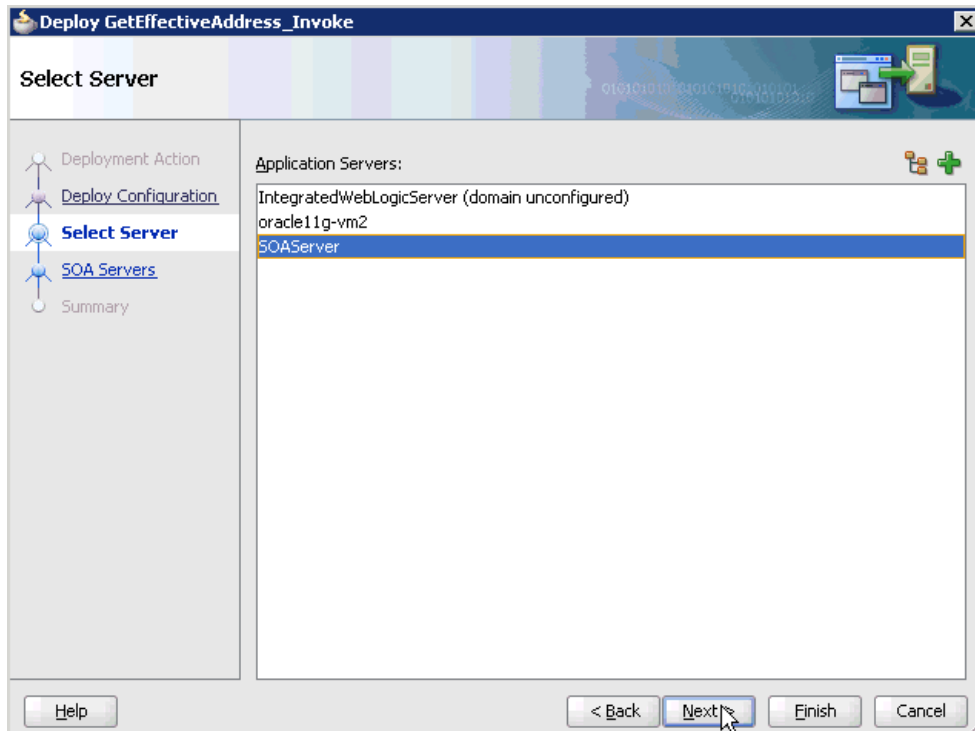 Deploy GetEffectiveAddress_Invoke
Select Server
Deployment Action
Deploy Configuration
Select Server
SOA Servers
Summary
Application Servers:
IntegratedWebLogicServer (domain unconfigured)
oracle11g-vm2
SOAServer
Help
< Back
Next >
Finish
Cancel